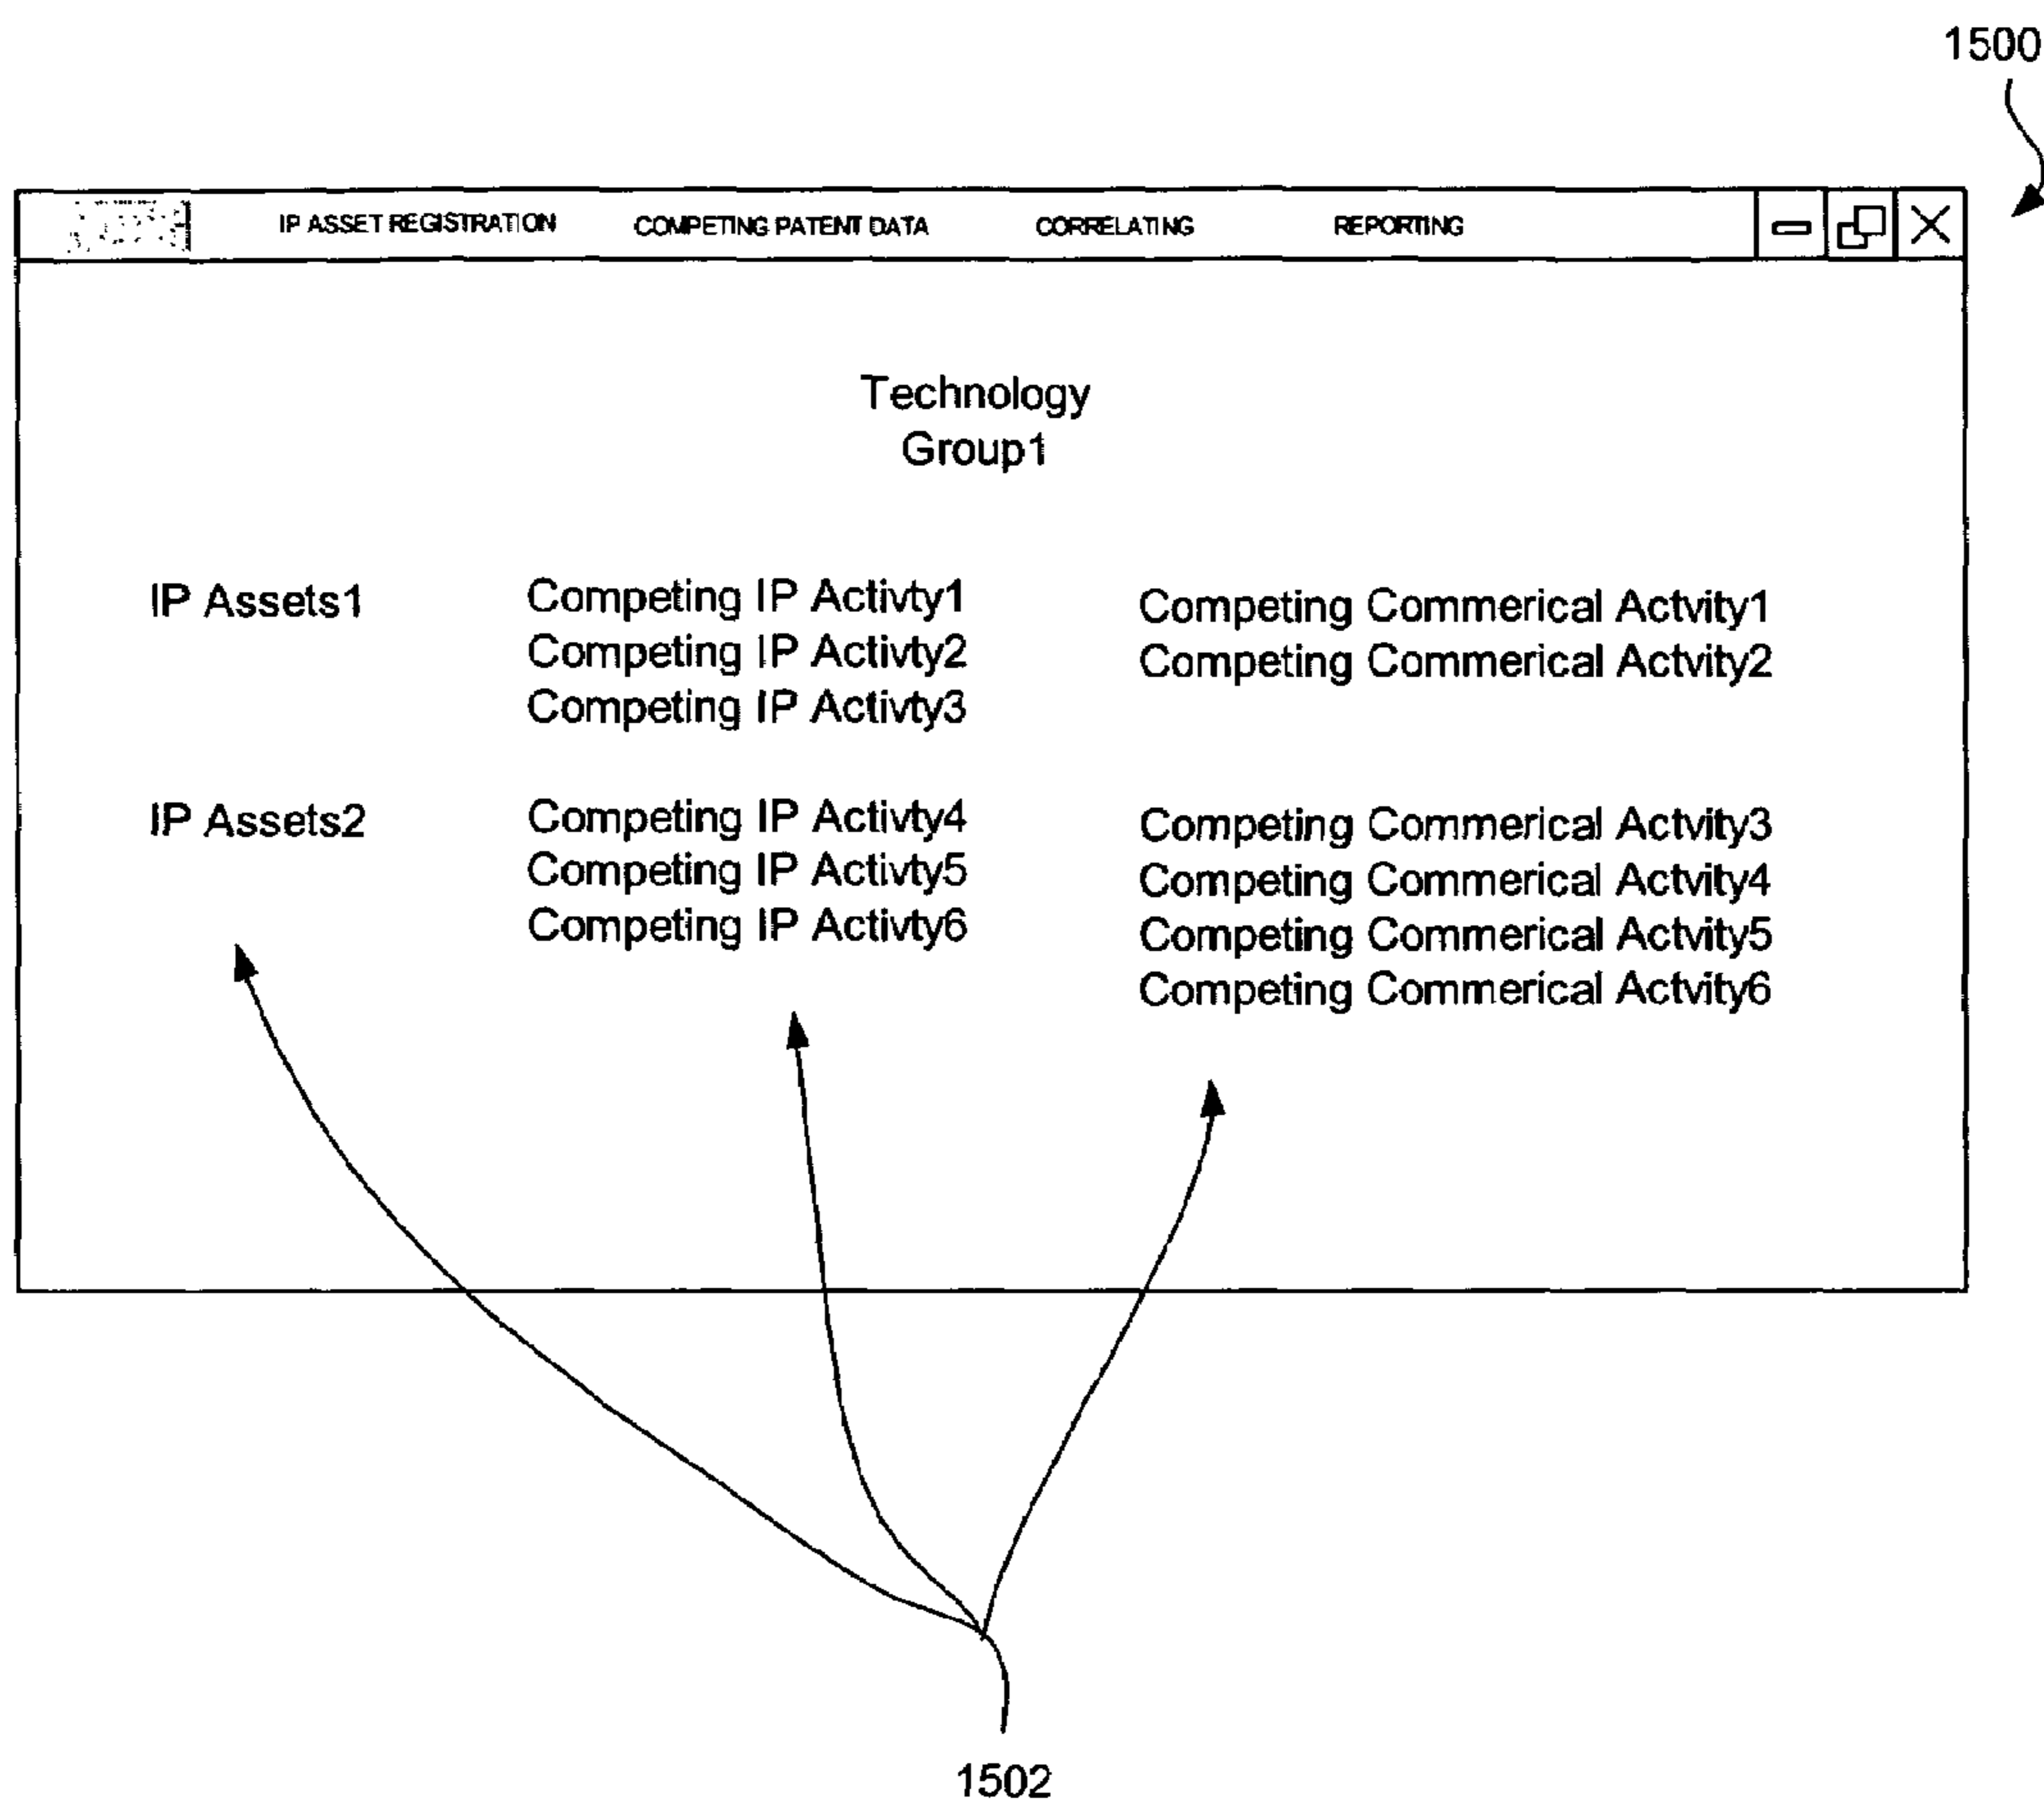 1500
IP ASSET REGISTRATION COMPETING PATENT DATA CORRELATING REPORTING
Technology
Group1
IP Assets1
Competing IP Activty1
Competing IP Activty2
Competing IP Activty3
Competing Commerical Actvity1
Competing Commerical Actvity2
IP Assets2
Competing IP Activty4
Competing IP Activty5
Competing IP Activty6
Competing Commerical Actvity3
Competing Commerical Actvity4
Competing Commerical Actvity5
Competing Commerical Actvity6
1502